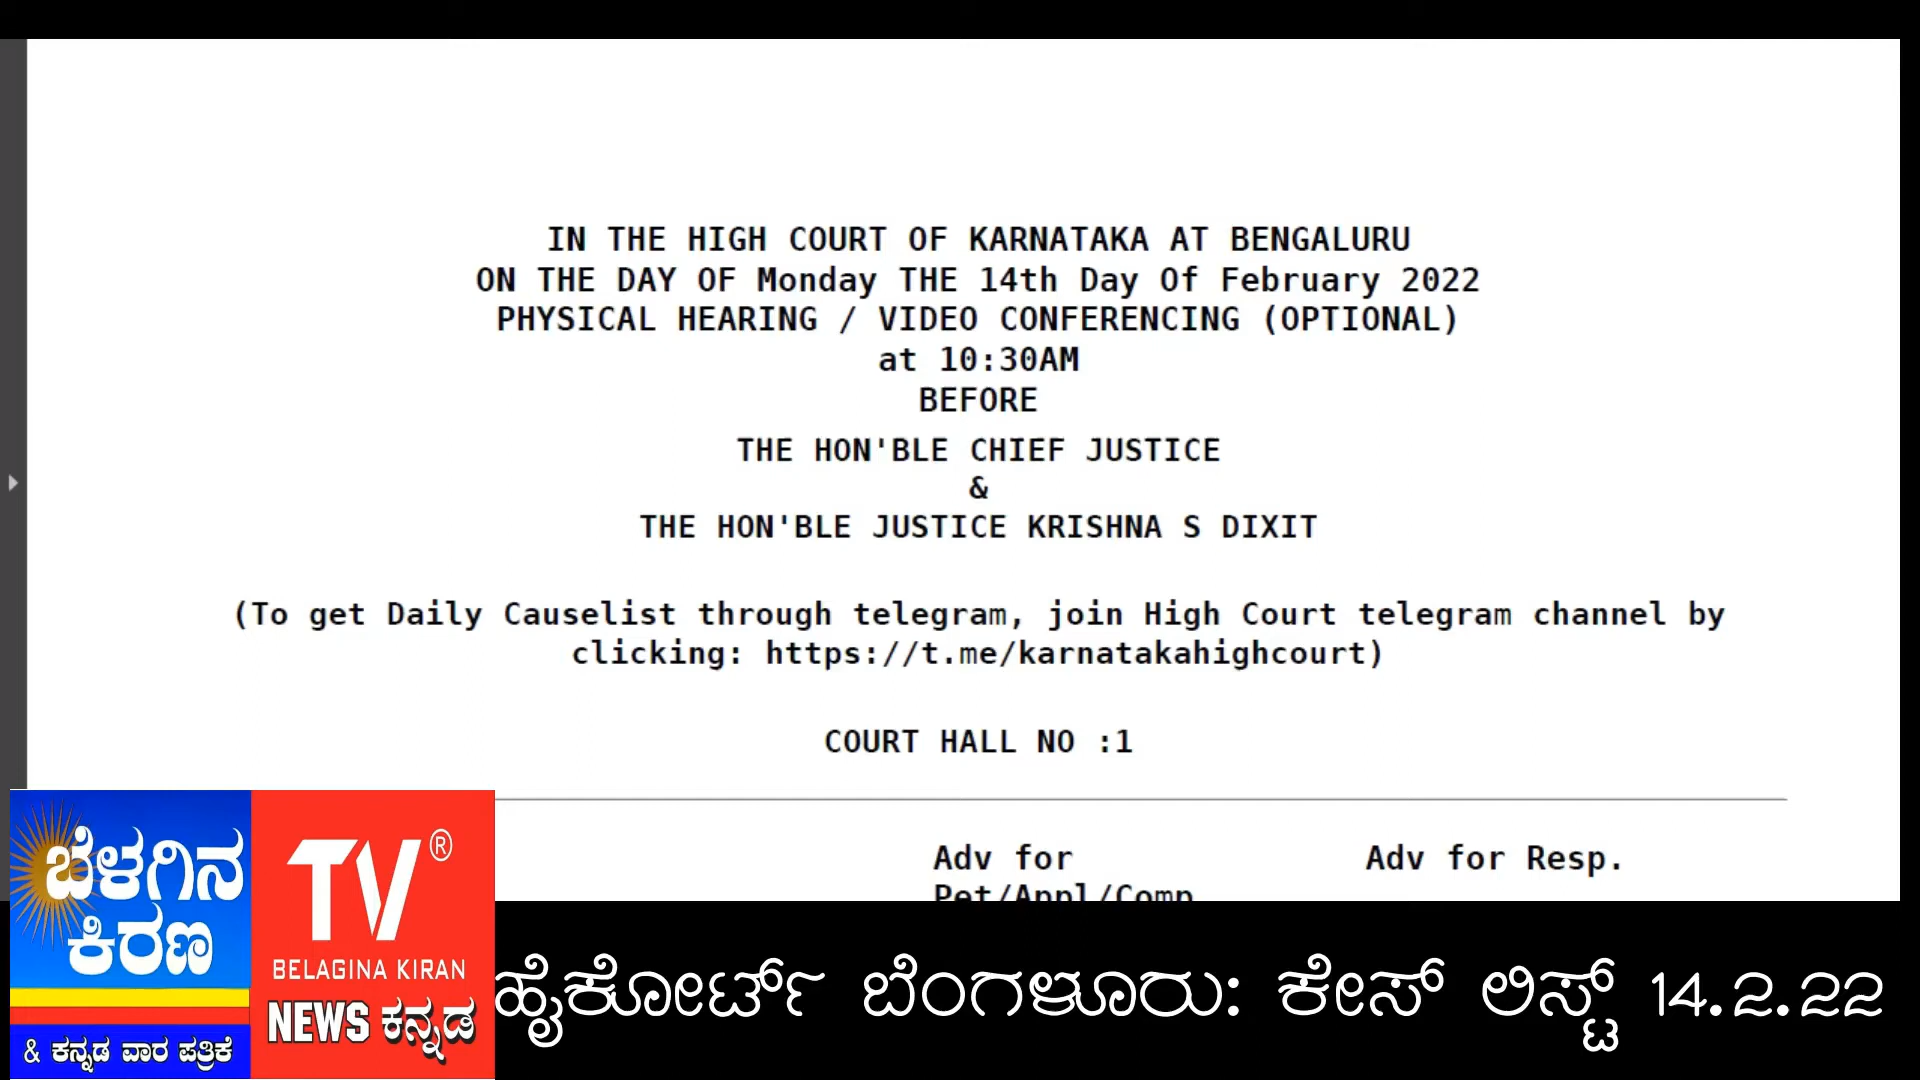 IN THE HIGH COURT OF KARNATAKA AT BENGALURU
ON THE DAY OF Monday THE 14th Day Of February 2022
PHYSICAL HEARING / VIDEO CONFERENCING (OPTIONAL)
at 10:30AM
BEFORE
THE HON'BLE CHIEF JUSTICE
&
THE HON'BLE JUSTICE KRISHNA S DIXIT
(To get Daily Causelist through telegram, join High Court telegram channel by
clicking: https://t.me/karnatakahighcourt)
COURT HALL NO :1
Adv for
Pet/Appl/Comp
Adv for Resp.
ಬೆಳಗಿನ
ಕಿರಣ
& ಕನ್ನಡ ವಾರ ಪತ್ರಿಕೆ
TV®
BELAGINA KIRAN
NEWS ಕನ್ನಡ
ಹೈಕೋರ್ಟ್ ಬೆಂಗಳೂರು: ಕೇಸ್ ಲಿಸ್ಟ್ 14.2.22